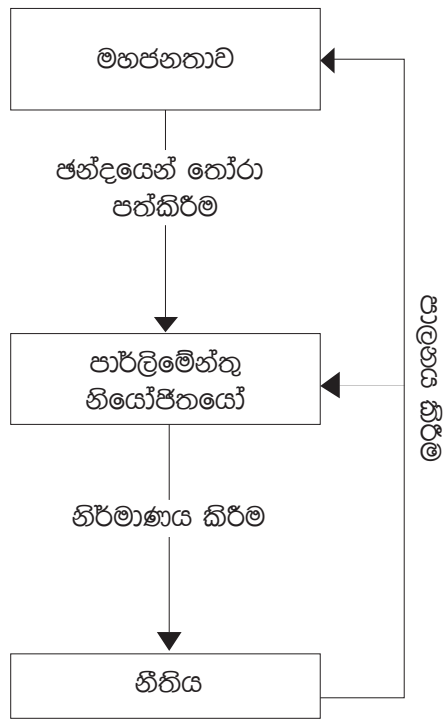 මහජනතාව
ඡන්දයෙන් තෝරා
පත්කිරීම
පාර්ලිමේන්තු
නියෝජිතයෝ
පාලනය කිරීම
නිර්මාණය කිරීම
නීතිය